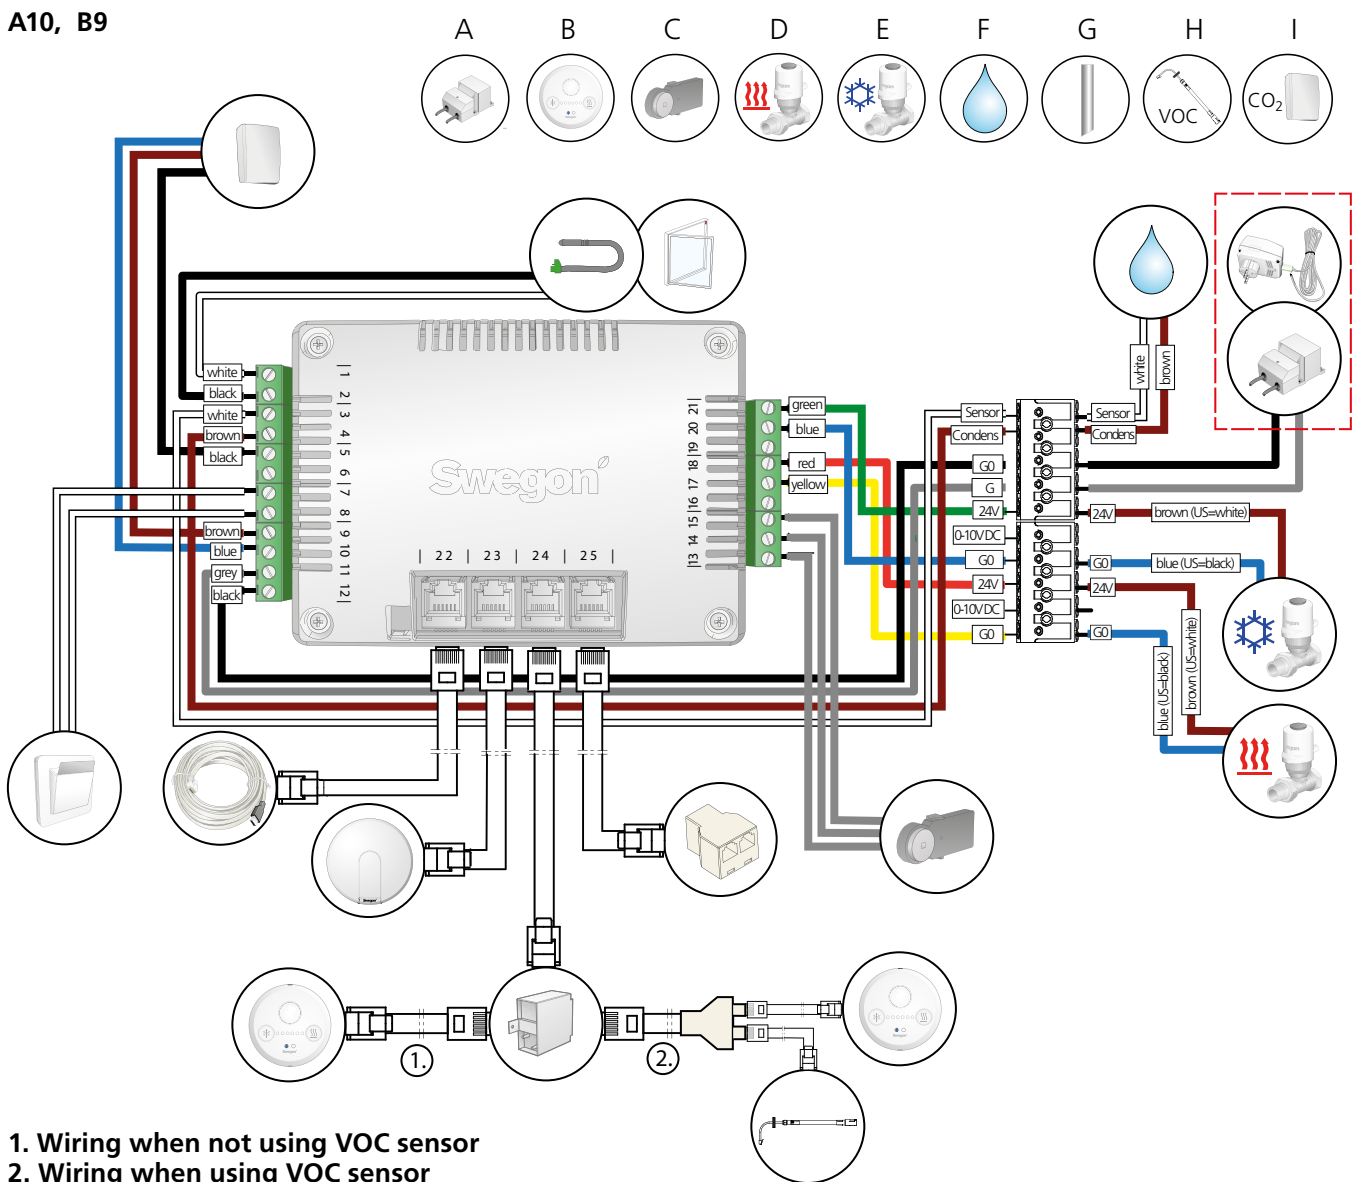 A10, B9
A B C D E F G H I
VOC
CO₂
white
black
white
brown
black
brown
blue
grey
black
|1
2|
3
4
|5
6
|7
8
|9
10
11
12|
Swegon
21|
20
|19
18|
17
|16
15
14
|13
green
blue
red
yellow
| 22 | 23 | 24 | 25 |
Sensor
Condens
G0
G
24V
0-10V DC
G0
24V
0-10V DC
G0
Sensor
Condens
24V
G0
24V
G0
white
brown
brown (US=white)
blue (US=black)
blue (US=black)
brown (US=white)
1.
2.
1. Wiring when not using VOC sensor
2. Wiring when using VOC sensor